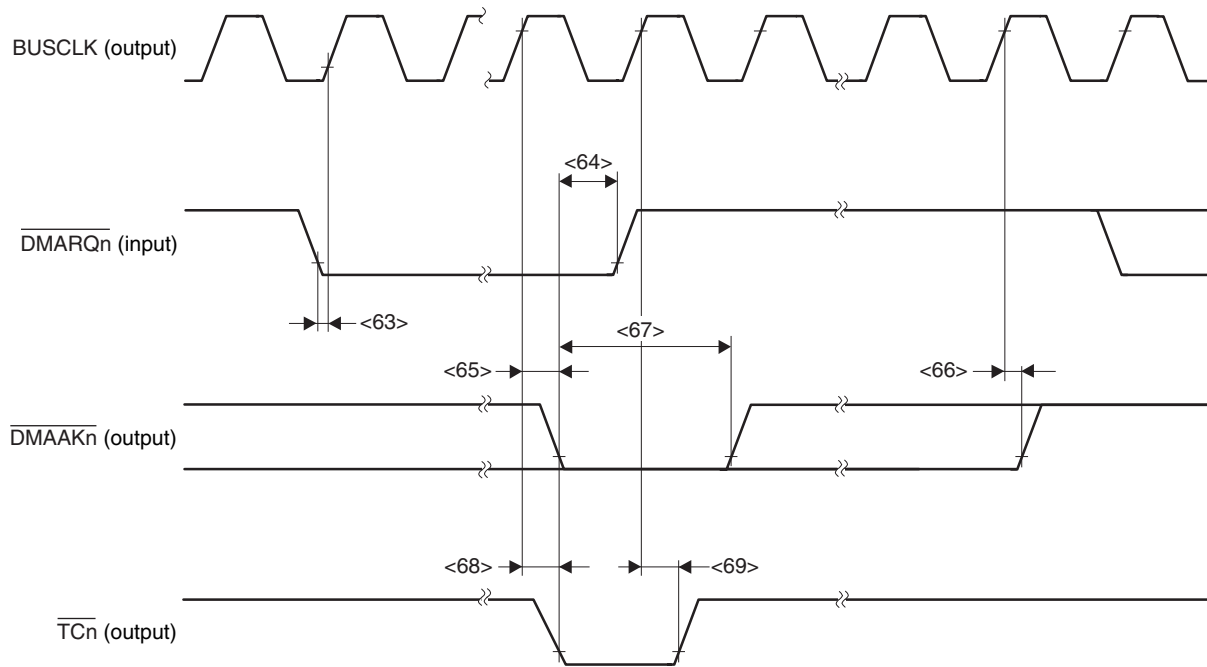 BUSCLK (output)
<64>
DMARQn (input)
<63>
<67>
<65>
<66>
DMAAKn (output)
<68>
<69>
TCn (output)